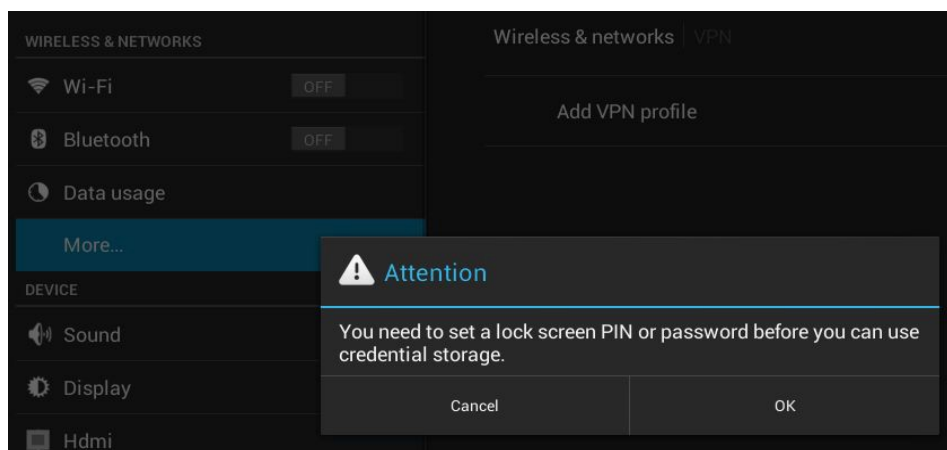 WIRELESS & NETWORKS
Wi-Fi OFF
Bluetooth OFF
Data usage
More...
DEVICE
Sound
Display
Hdmi
Wireless & networks | VPN
Add VPN profile
Attention
You need to set a lock screen PIN or password before you can use
credential storage.
Cancel OK